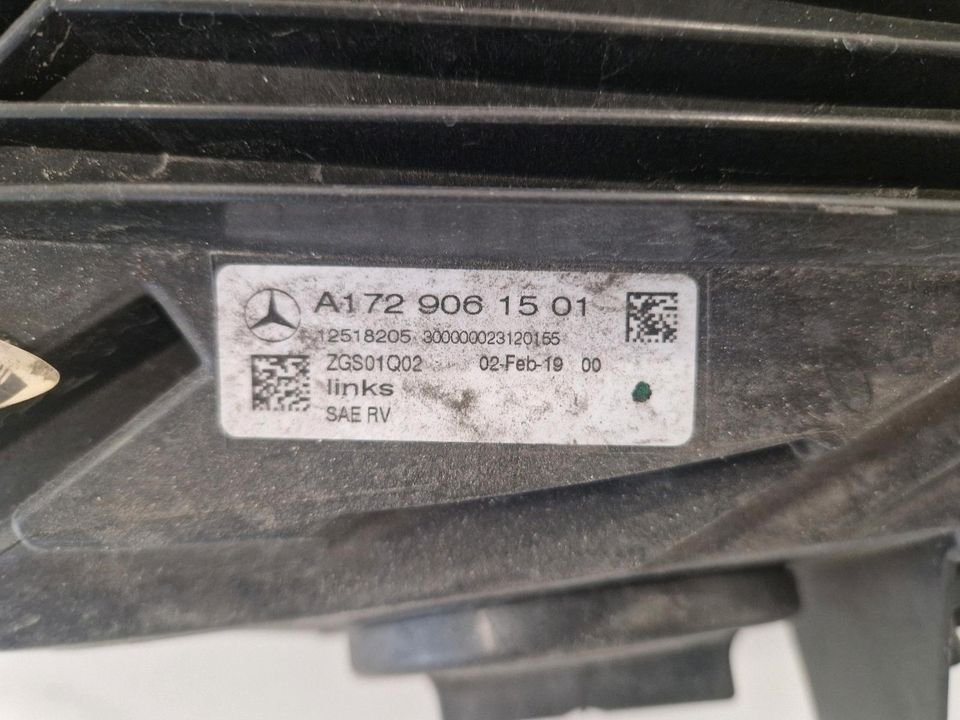 A172 906 15 01
12518205 300000023120155
ZGS01Q02 02-Feb-19 00
links
SAE RV